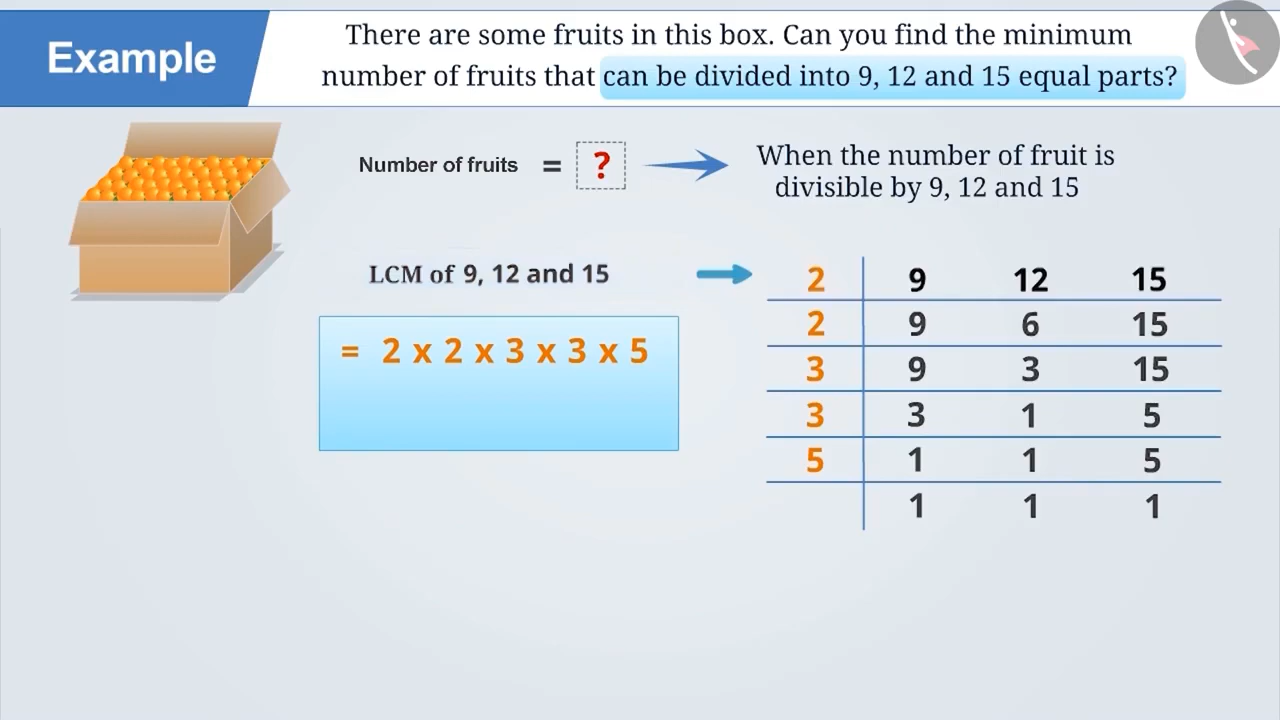 Example
There are some fruits in this box. Can you find the minimum
number of fruits that can be divided into 9, 12 and 15 equal parts?
Number of fruits = ?
When the number of fruit is
divisible by 9, 12 and 15
LCM of 9, 12 and 15
= 2 x 2 x 3 x 3 x 5
2 9 12 15
2 9 6 15
3 9 3 15
3 3 1 5
5 1 1 5
1 1 1